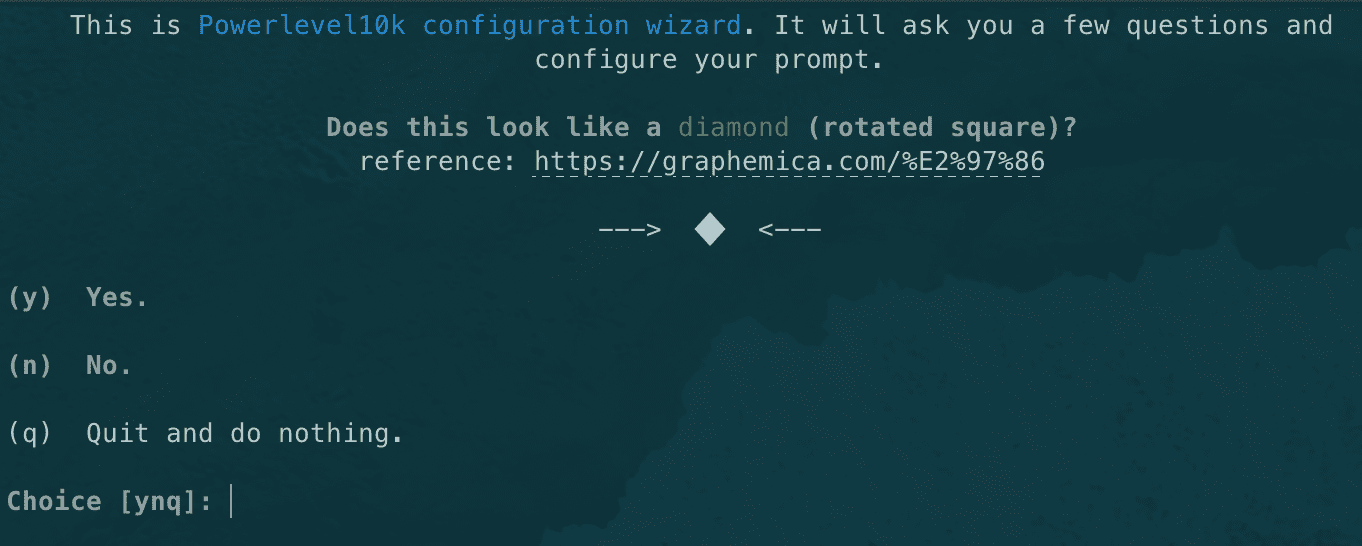 This is Powerlevel10k configuration wizard. It will ask you a few questions and
configure your prompt.
Does this look like a diamond (rotated square)?
reference: https://graphemica.com/%E2%97%86
---> ◆ <---
(y) Yes.
(n) No.
(q) Quit and do nothing.
Choice [ynq]: